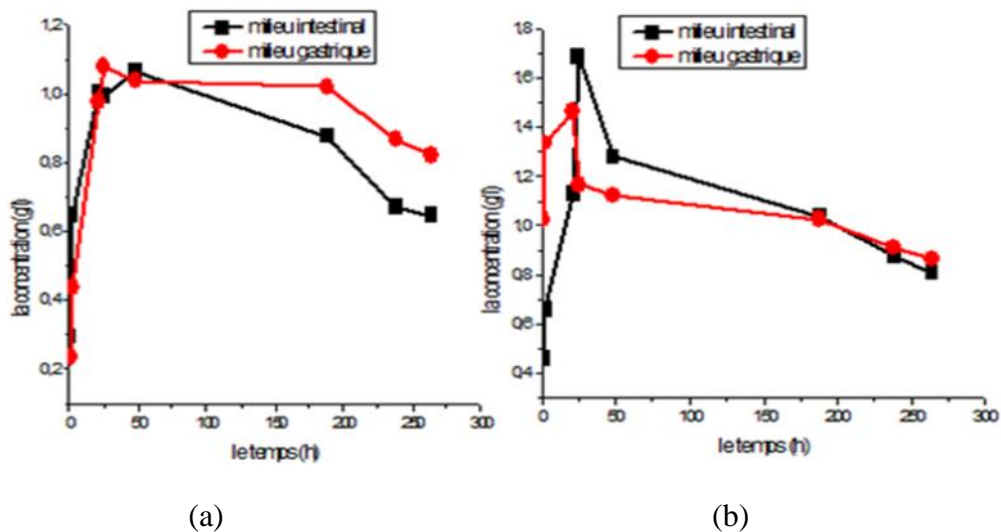 milieu intestinal
milieu gastrique
1,2
1,0
0,8
0,6
0,4
0,2
la concentration (g/l)
0 50 100 150 200 250 300
le temps (h)
milieu intestinal
milieu gastrique
1,8
1,6
1,4
1,2
1,0
0,8
0,6
0,4
la concentration (g/l)
0 50 100 150 200 250 300
le temps (h)
(a) (b)